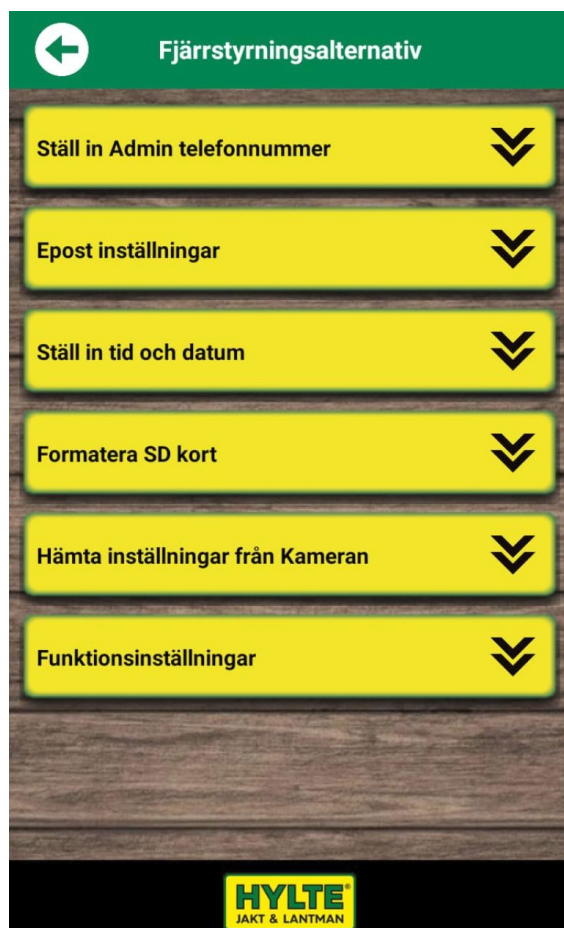 Fjärrstyrningsalternativ
Ställ in Admin telefonnummer
Epost inställningar
Ställ in tid och datum
Formatera SD kort
Hämta inställningar från Kameran
Funktionsinställningar
HYLTE®
JAKT & LANTMAN